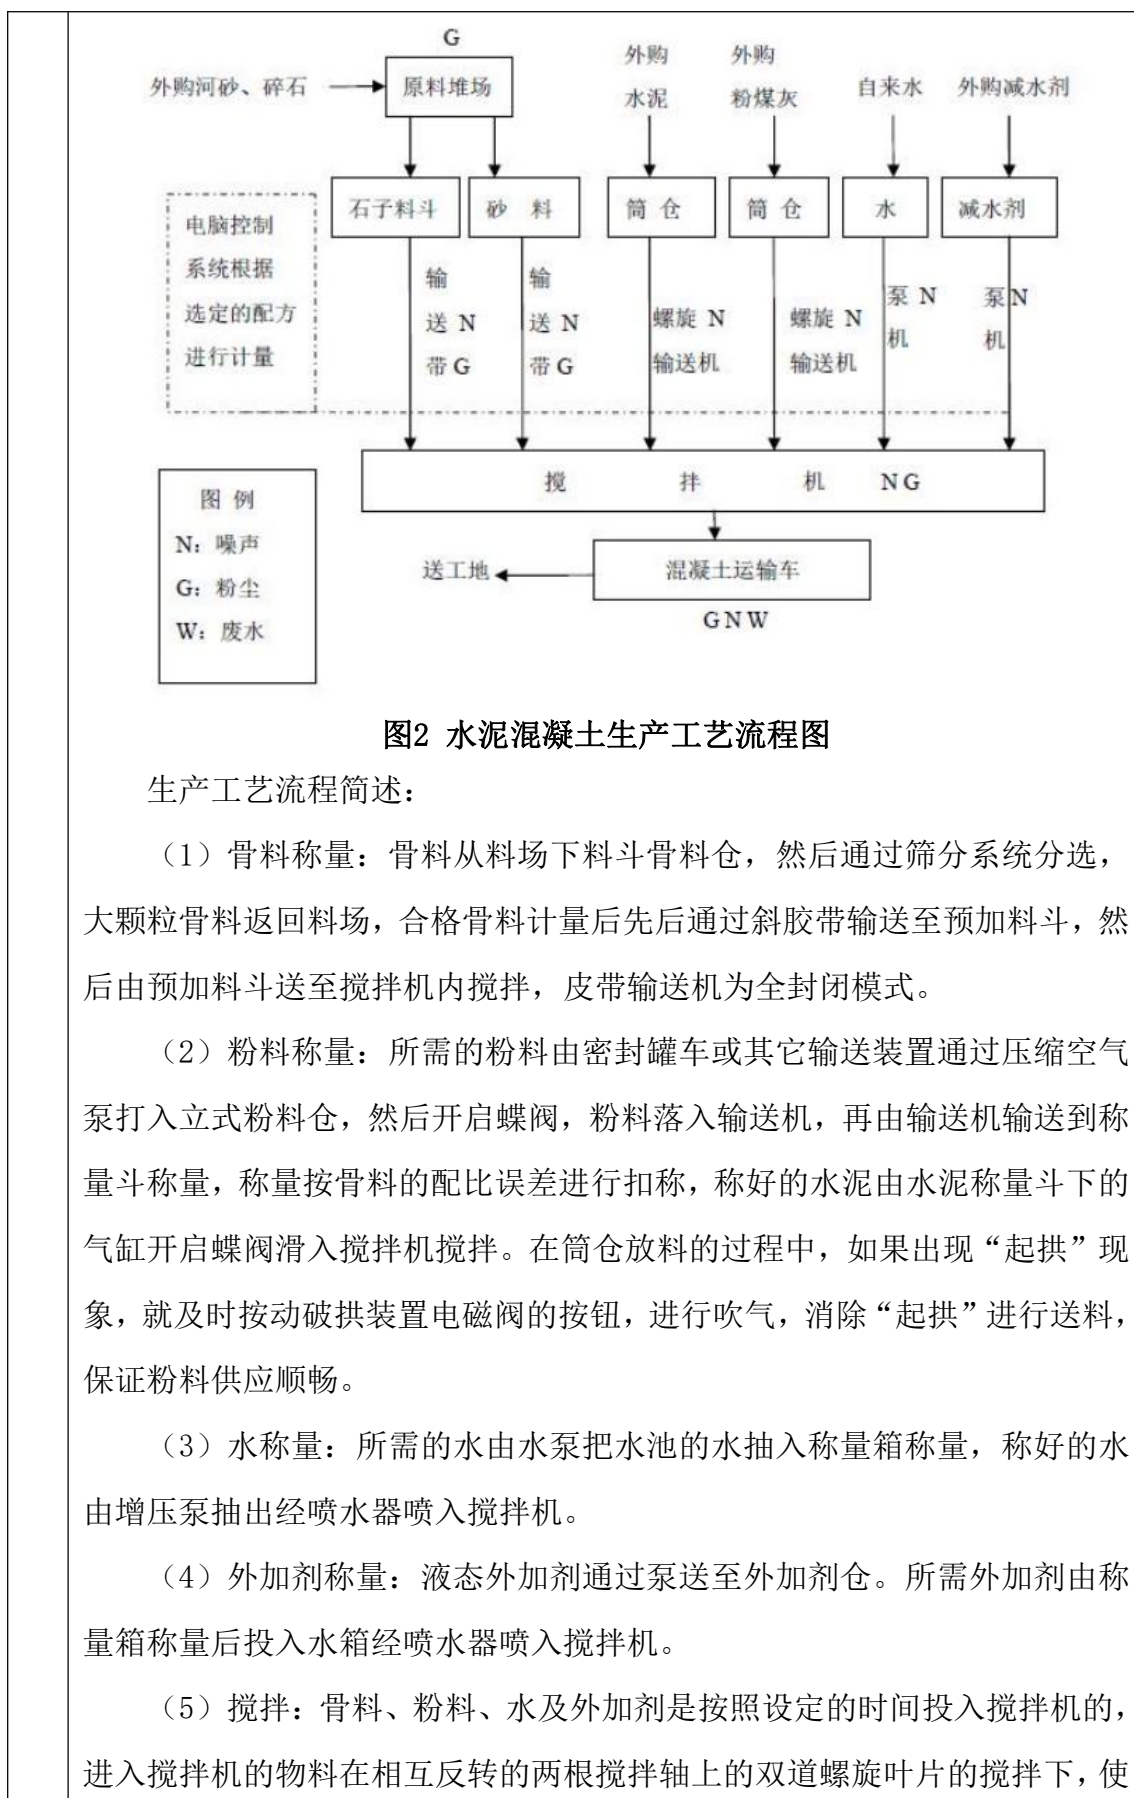 G
外购河砂、碎石
原料堆场
外购
水泥
外购
粉煤灰
自来水
外购减水剂
石子料斗
砂 料
筒 仓
筒 仓
水
减水剂
电脑控制
系统根据
选定的配方
进行计量
输
送 N
带 G
输
送 N
带 G
螺旋 N
输送机
螺旋 N
输送机
泵 N
机
泵 N
机
搅 拌 机 N G
图 例
N：噪声
G：粉尘
W：废水
送工地
混凝土运输车
G N W
图2 水泥混凝土生产工艺流程图
生产工艺流程简述：
（1）骨料称量：骨料从料场下料斗骨料仓，然后通过筛分系统分选，
大颗粒骨料返回料场，合格骨料计量后先后通过斜胶带输送至预加料斗，然
后由预加料斗送至搅拌机内搅拌，皮带输送机为全封闭模式。
（2）粉料称量：所需的粉料由密封罐车或其它输送装置通过压缩空气
泵打入立式粉料仓，然后开启蝶阀，粉料落入输送机，再由输送机输送到称
量斗称量，称量按骨料的配比误差进行扣称，称好的水泥由水泥称量斗下的
气缸开启蝶阀滑入搅拌机搅拌。在筒仓放料的过程中，如果出现“起拱”现
象，就及时按动破拱装置电磁阀的按钮，进行吹气，消除“起拱”进行送料，
保证粉料供应顺畅。
（3）水称量：所需的水由水泵把水池的水抽入称量箱称量，称好的水
由增压泵抽出经喷水器喷入搅拌机。
（4）外加剂称量：液态外加剂通过泵送至外加剂仓。所需外加剂由称
量箱称量后投入水箱经喷水器喷入搅拌机。
（5）搅拌：骨料、粉料、水及外加剂是按照设定的时间投入搅拌机的，
进入搅拌机的物料在相互反转的两根搅拌轴上的双道螺旋叶片的搅拌下，使